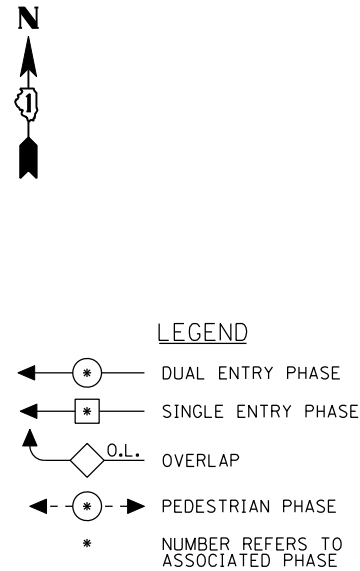 N
1
LEGEND
* DUAL ENTRY PHASE
* SINGLE ENTRY PHASE
O.L. OVERLAP
* PEDESTRIAN PHASE
* NUMBER REFERS TO
ASSOCIATED PHASE